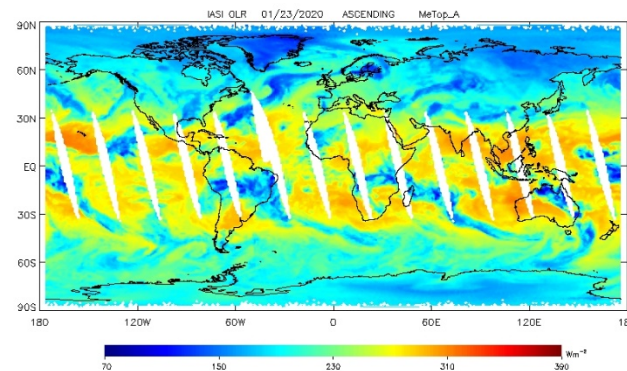 IASI OLR 01/23/2020 ASCENDING MeTop_A
90N
60N
30N
EQ
30S
60S
90S
180 120W 60W 0 60E 120E 180
70 150 230 310 390 Wm⁻²